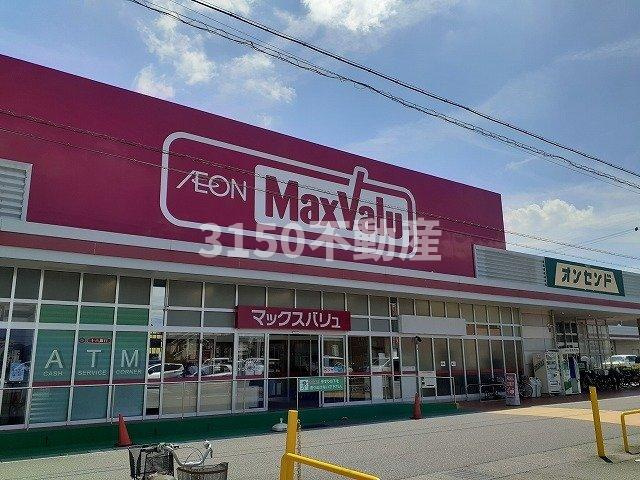 ÆON
MaxValu
3150不動産
オンセンド
マックスバリュ
ATM
CASH SERVICE CORNER